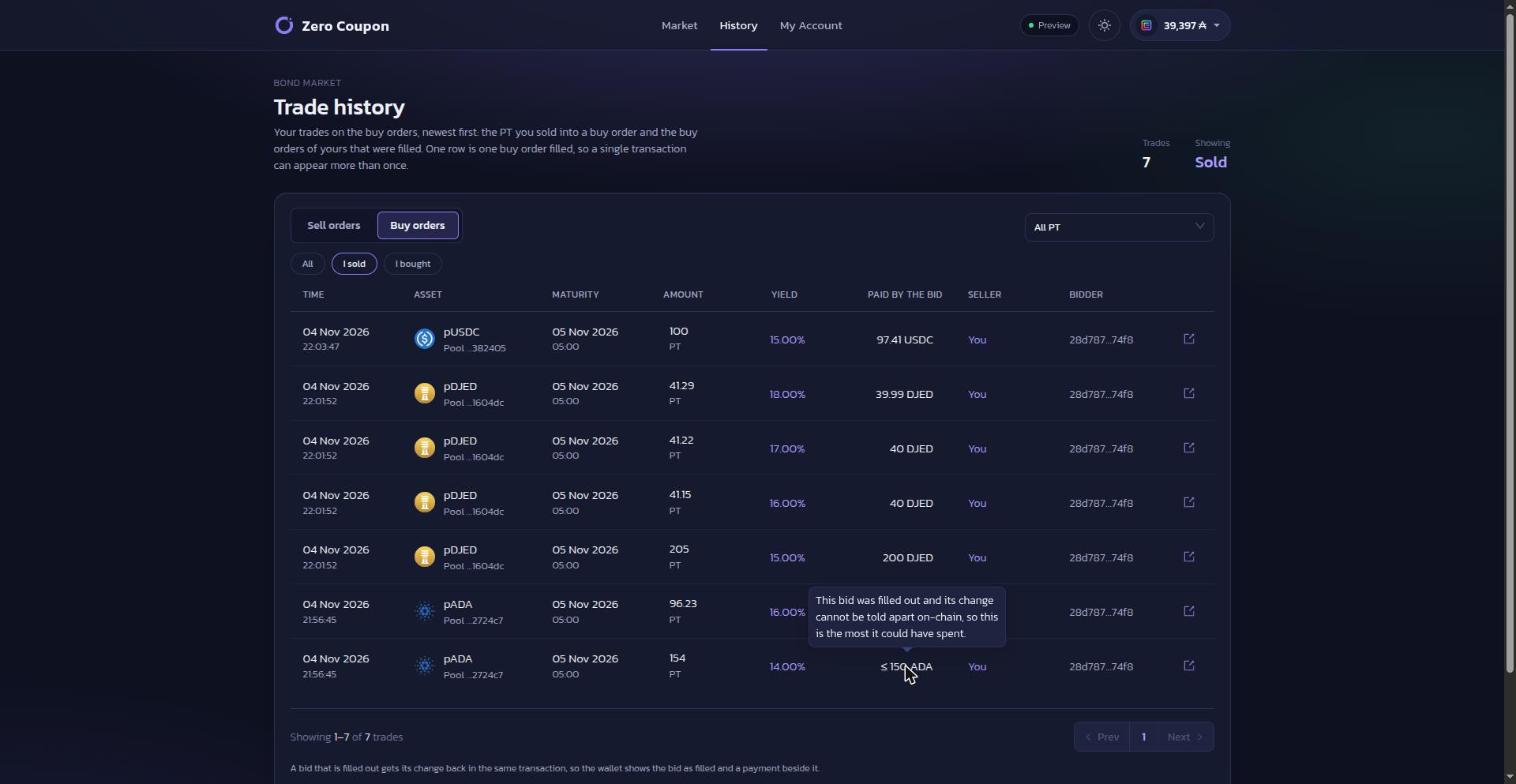 Zero Coupon
Market
History
My Account
Preview
39,397 ₳
BOND MARKET
Trade history
Your trades on the buy orders, newest first: the PT you sold into a buy order and the buy
orders of yours that were filled. One row is one buy order filled, so a single transaction
can appear more than once.
Trades
7
Showing
Sold
Sell orders
Buy orders
All PT
All
I sold
I bought
TIME ASSET MATURITY AMOUNT YIELD PAID BY THE BID SELLER BIDDER
04 Nov 2026 pUSDC 05 Nov 2026 100 15.00% 97.41 USDC You 28d787...74f8
22:03:47 Pool ...382405 05:00 PT
04 Nov 2026 pDJED 05 Nov 2026 41.29 18.00% 39.99 DJED You 28d787...74f8
22:01:52 Pool ...1604dc 05:00 PT
04 Nov 2026 pDJED 05 Nov 2026 41.22 17.00% 40 DJED You 28d787...74f8
22:01:52 Pool ...1604dc 05:00 PT
04 Nov 2026 pDJED 05 Nov 2026 41.15 16.00% 40 DJED You 28d787...74f8
22:01:52 Pool ...1604dc 05:00 PT
04 Nov 2026 pDJED 05 Nov 2026 205 15.00% 200 DJED You 28d787...74f8
22:01:52 Pool ...1604dc 05:00 PT
04 Nov 2026 pADA 05 Nov 2026 96.23 16.00% 28d787...74f8
21:56:45 Pool ...2724c7 05:00 PT
This bid was filled out and its change
cannot be told apart on-chain, so this
is the most it could have spent.
04 Nov 2026 pADA 05 Nov 2026 154 14.00% ≤ 150 ADA You 28d787...74f8
21:56:45 Pool ...2724c7 05:00 PT
Showing 1–7 of 7 trades
Prev
1
Next
A bid that is filled out gets its change back in the same transaction, so the wallet shows the bid as filled and a payment beside it.